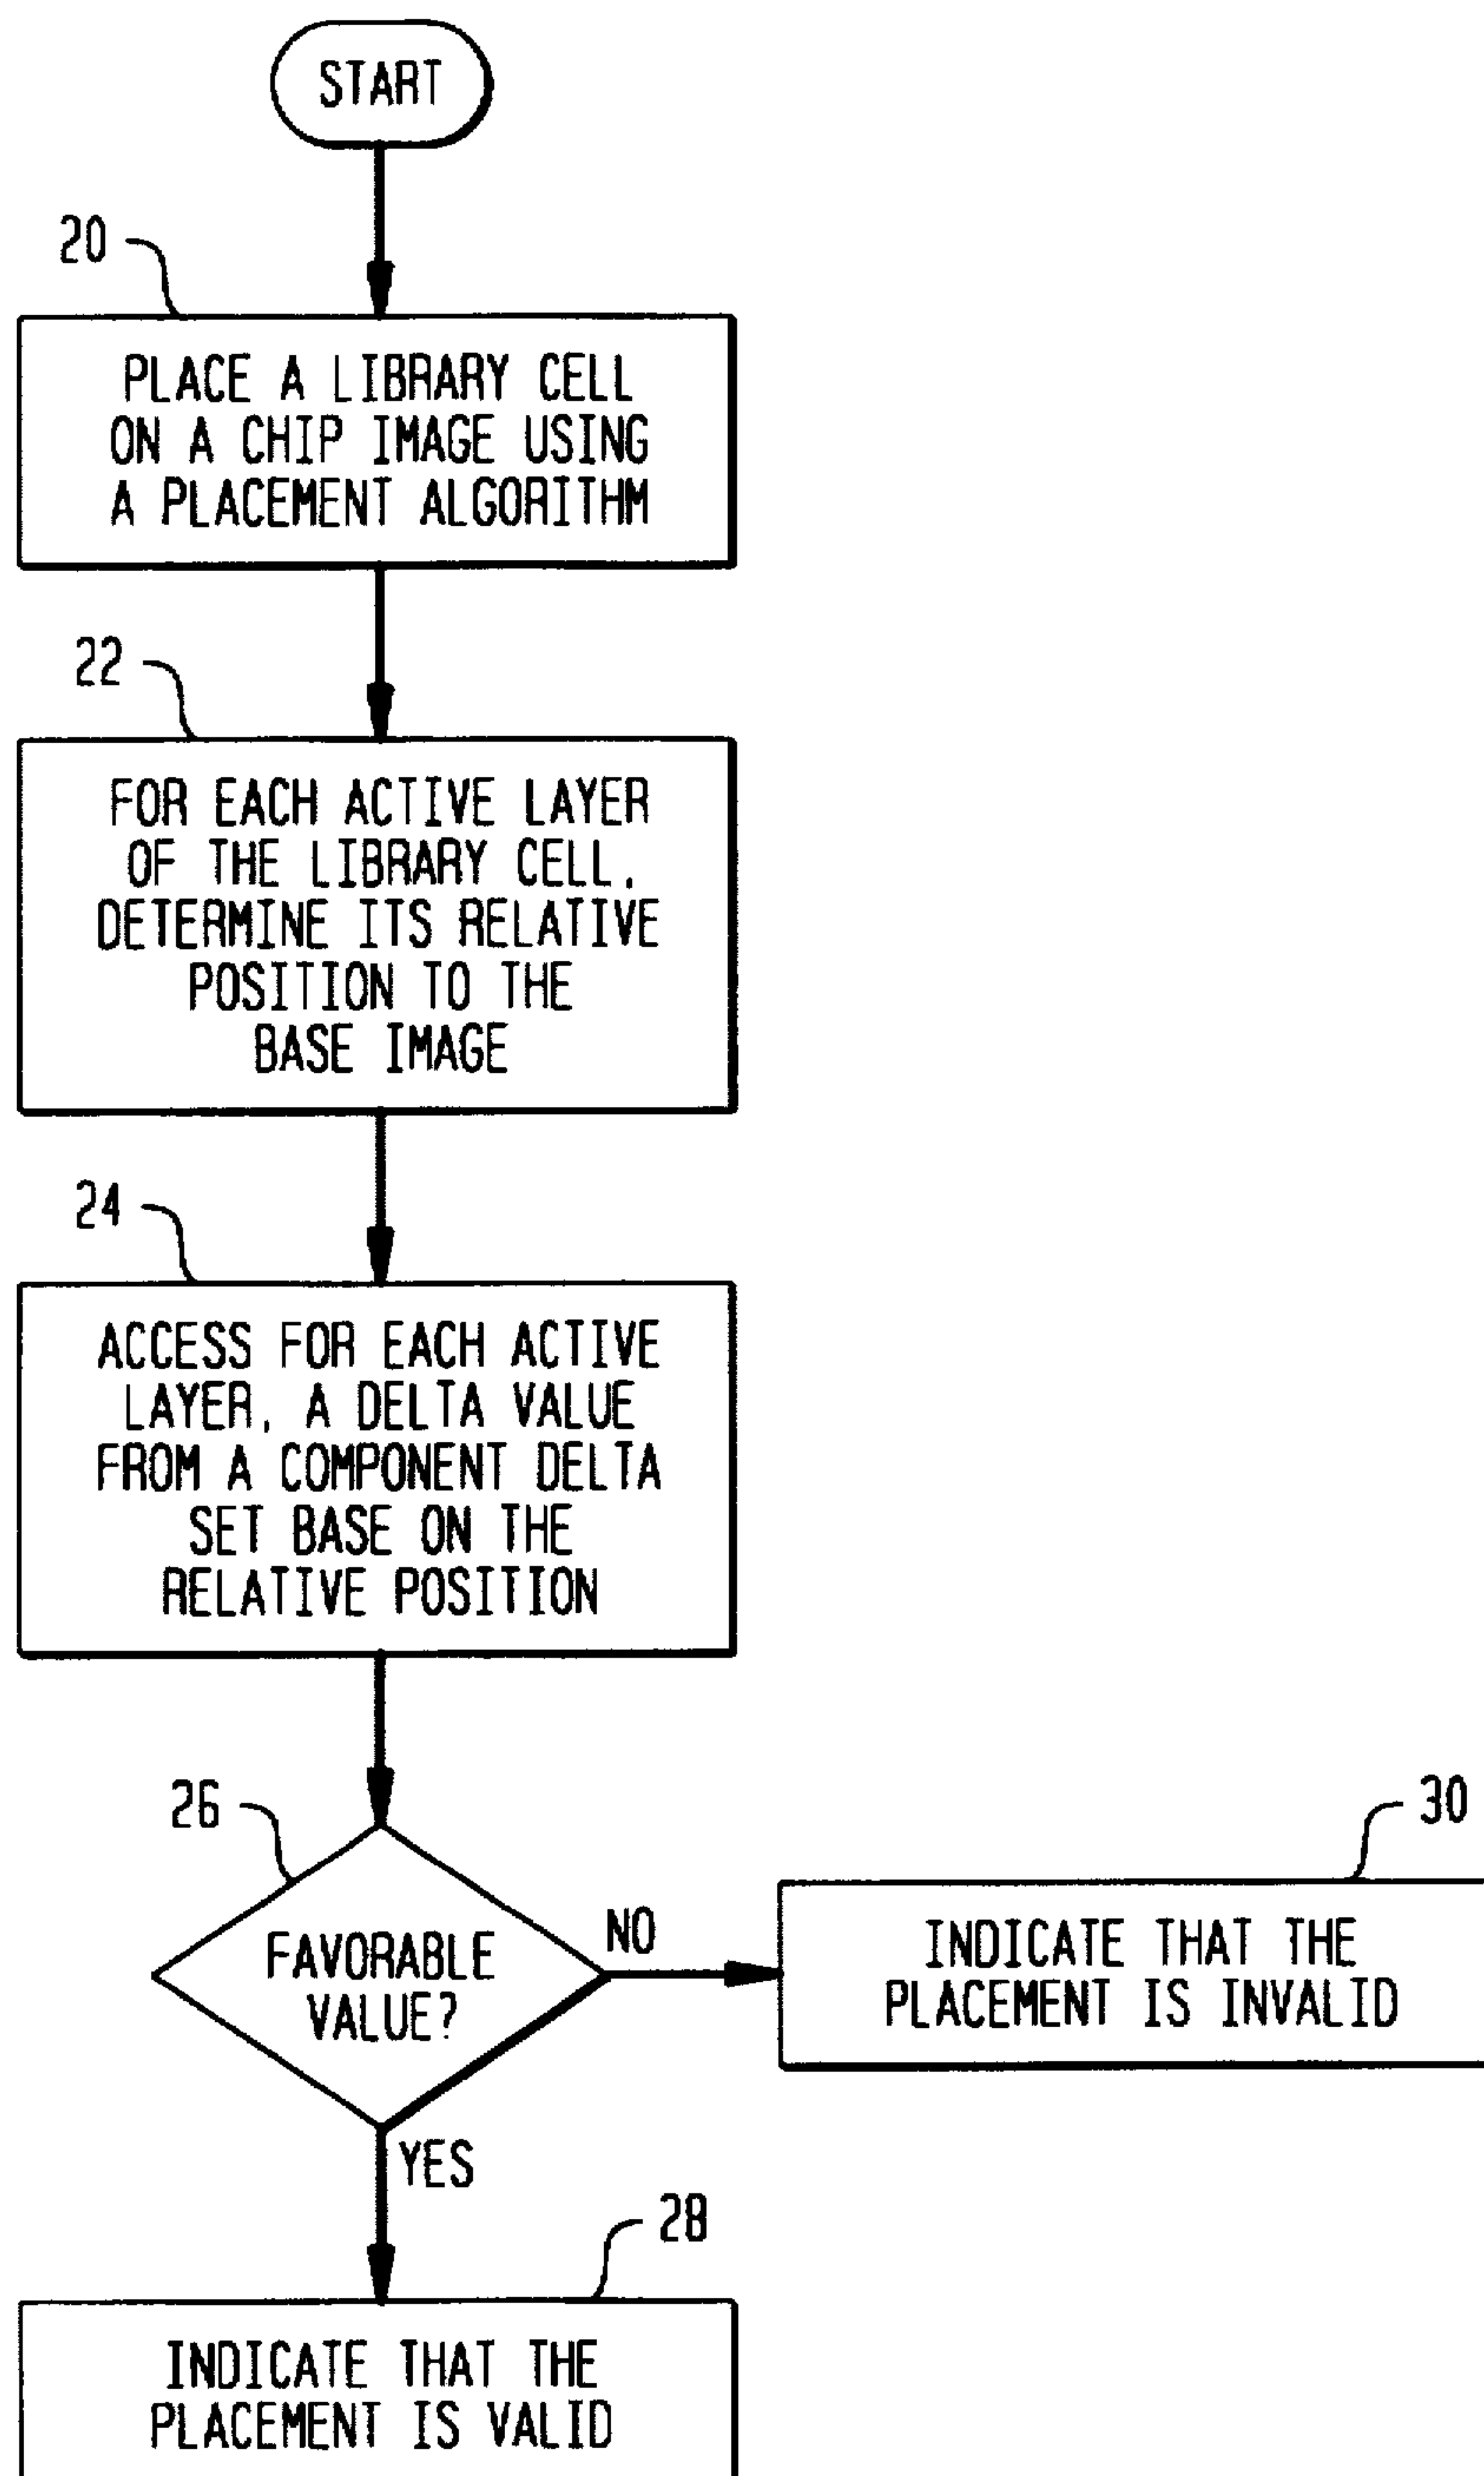 START
20
PLACE A LIBRARY CELL
ON A CHIP IMAGE USING
A PLACEMENT ALGORITHM
22
FOR EACH ACTIVE LAYER
OF THE LIBRARY CELL,
DETERMINE ITS RELATIVE
POSITION TO THE
BASE IMAGE
24
ACCESS FOR EACH ACTIVE
LAYER, A DELTA VALUE
FROM A COMPONENT DELTA
SET BASE ON THE
RELATIVE POSITION
26
FAVORABLE
VALUE?
NO
30
INDICATE THAT THE
PLACEMENT IS INVALID
YES
28
INDICATE THAT THE
PLACEMENT IS VALID